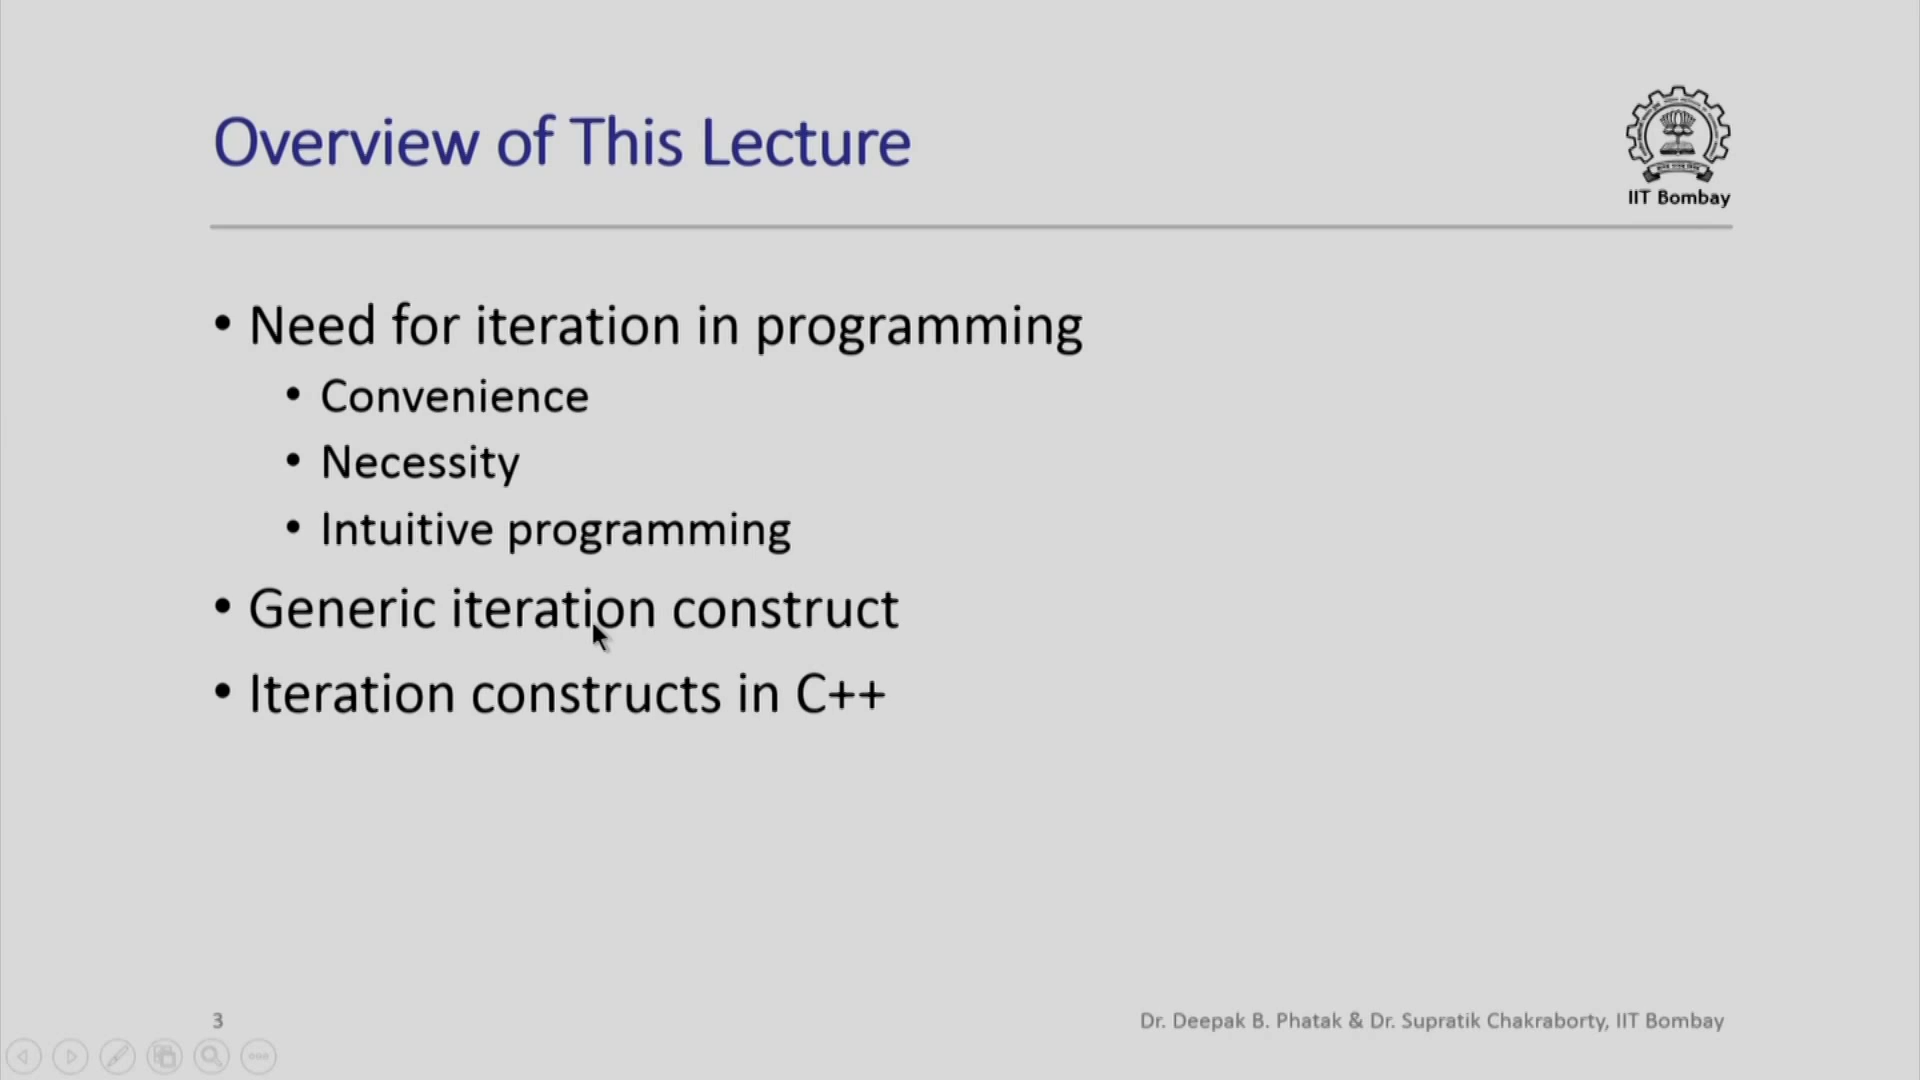 Overview of This Lecture
IIT Bombay
• Need for iteration in programming
• Convenience
• Necessity
• Intuitive programming
• Generic iteration construct
• Iteration constructs in C++
3
Dr. Deepak B. Phatak & Dr. Supratik Chakraborty, IIT Bombay